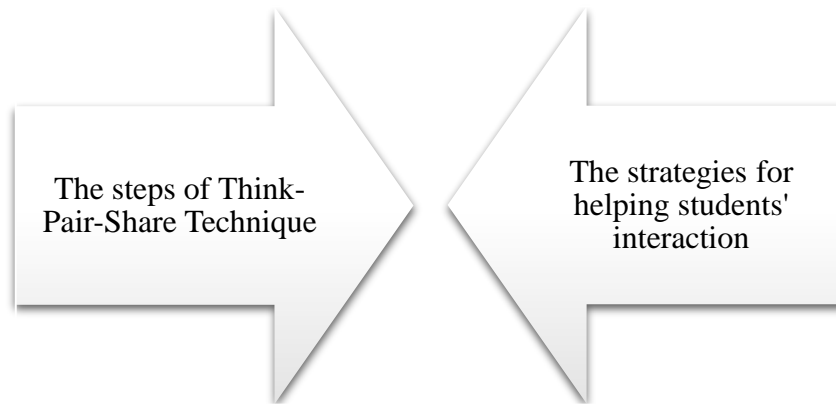 The steps of Think-
Pair-Share Technique
The strategies for
helping students'
interaction